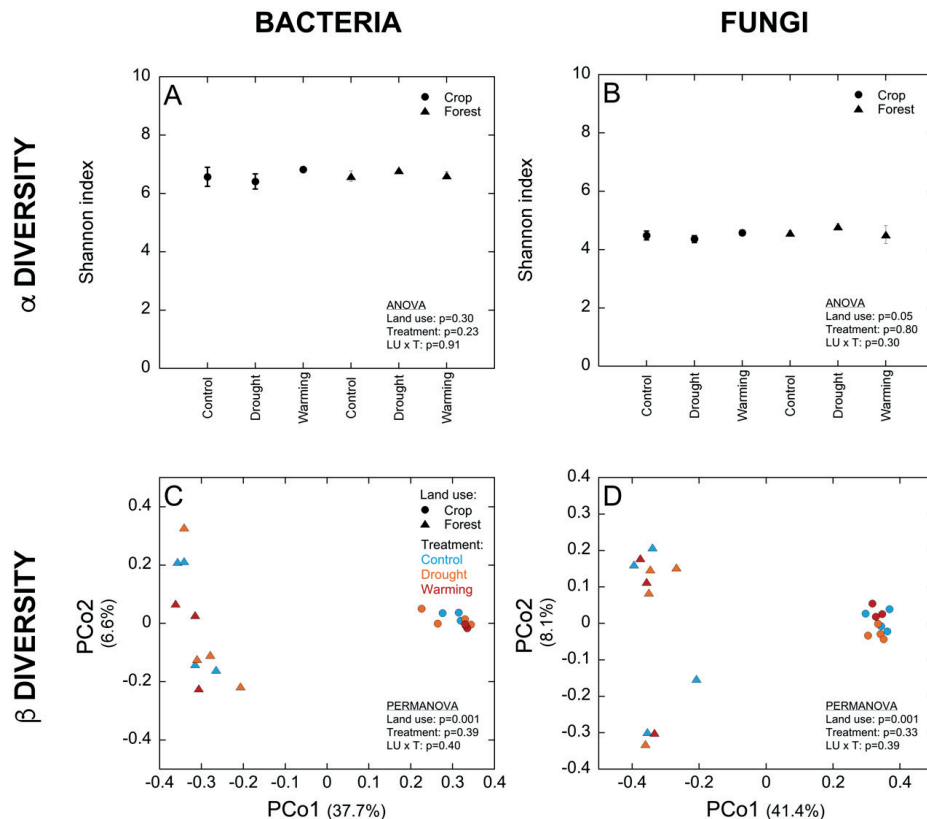 BACTERIA
FUNGI
α DIVERSITY
A
Crop
Forest
Shannon index
10
8
6
4
2
0
ANOVA
Land use: p=0.30
Treatment: p=0.23
LU x T: p=0.91
Control
Drought
Warming
Control
Drought
Warming
B
Crop
Forest
Shannon index
10
8
6
4
2
0
ANOVA
Land use: p=0.05
Treatment: p=0.80
LU x T: p=0.30
Control
Drought
Warming
Control
Drought
Warming
β DIVERSITY
C
Land use:
Crop
Forest
Treatment:
Control
Drought
Warming
PCo2
(6.6%)
0.4
0.2
0
-0.2
-0.4
PERMANOVA
Land use: p=0.001
Treatment: p=0.39
LU x T: p=0.40
-0.4 -0.3 -0.2 -0.1 0 0.1 0.2 0.3 0.4
PCo1 (37.7%)
D
PCo2
(8.1%)
0.4
0.3
0.2
0.1
0
-0.1
-0.2
-0.3
-0.4
PERMANOVA
Land use: p=0.001
Treatment: p=0.33
LU x T: p=0.39
-0.4 -0.2 0 0.2 0.4
PCo1 (41.4%)